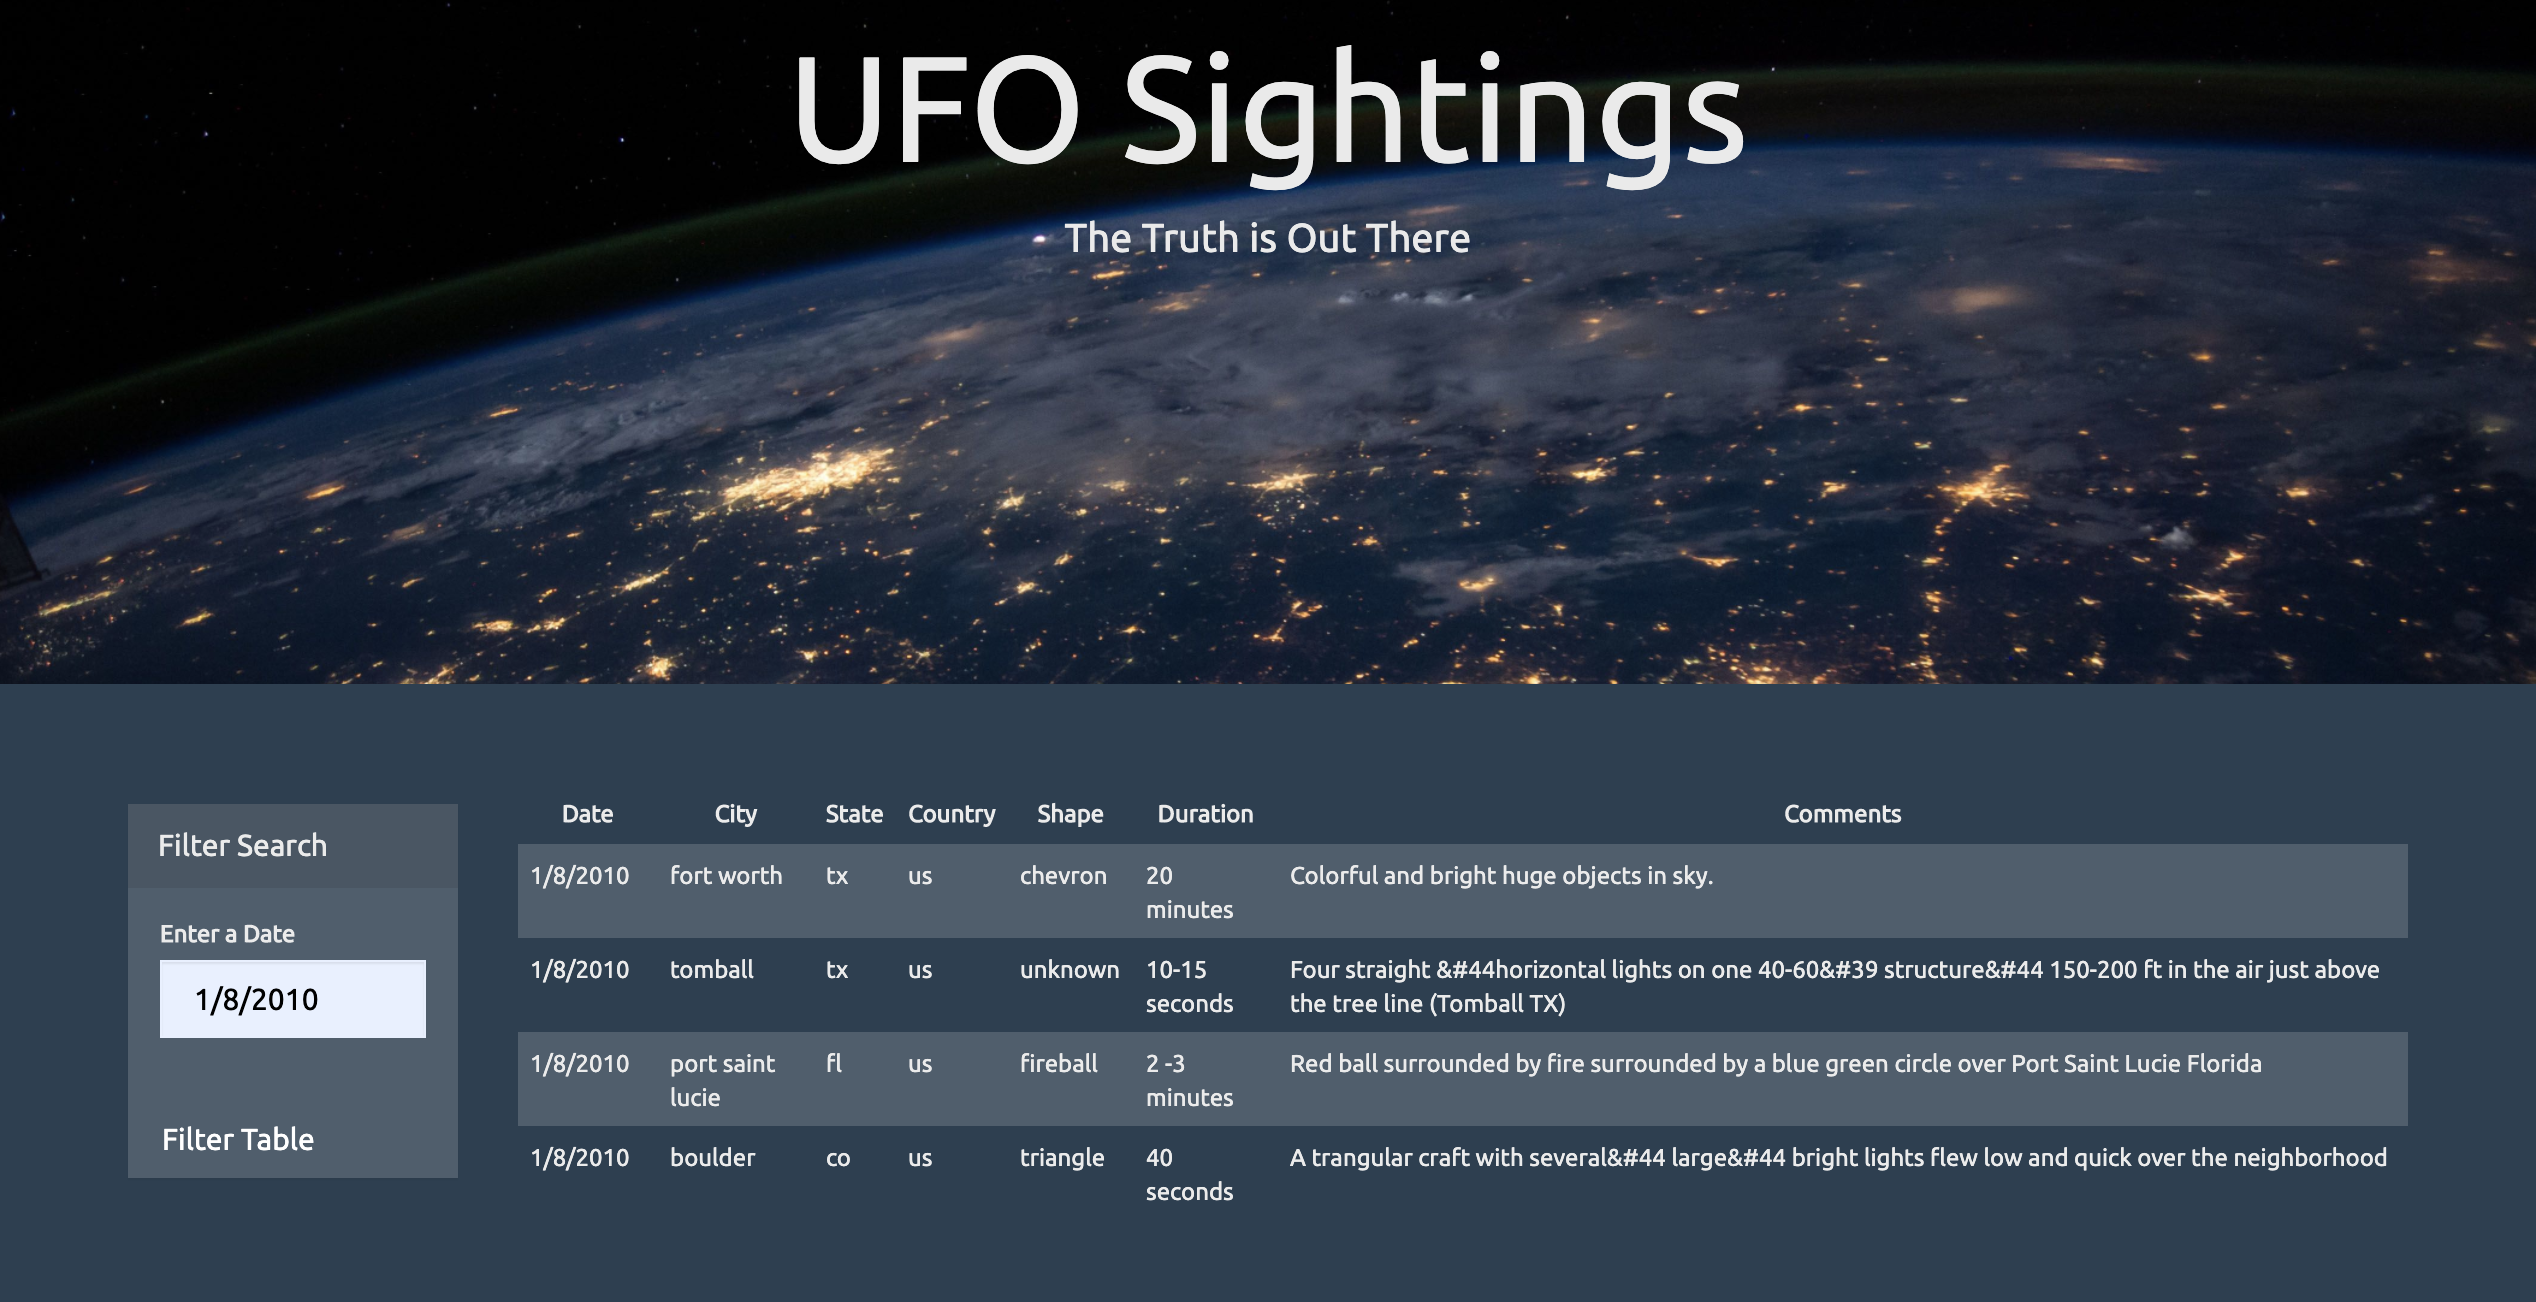 UFO Sightings
The Truth is Out There
Filter Search
Enter a Date
1/8/2010
Filter Table
Date City State Country Shape Duration Comments
1/8/2010 fort worth tx us chevron 20 minutes Colorful and bright huge objects in sky.
1/8/2010 tomball tx us unknown 10-15 seconds Four straight &#44horizontal lights on one 40-60&#39 structure&#44 150-200 ft in the air just above the tree line (Tomball TX)
1/8/2010 port saint lucie fl us fireball 2 -3 minutes Red ball surrounded by fire surrounded by a blue green circle over Port Saint Lucie Florida
1/8/2010 boulder co us triangle 40 seconds A trangular craft with several&#44 large&#44 bright lights flew low and quick over the neighborhood